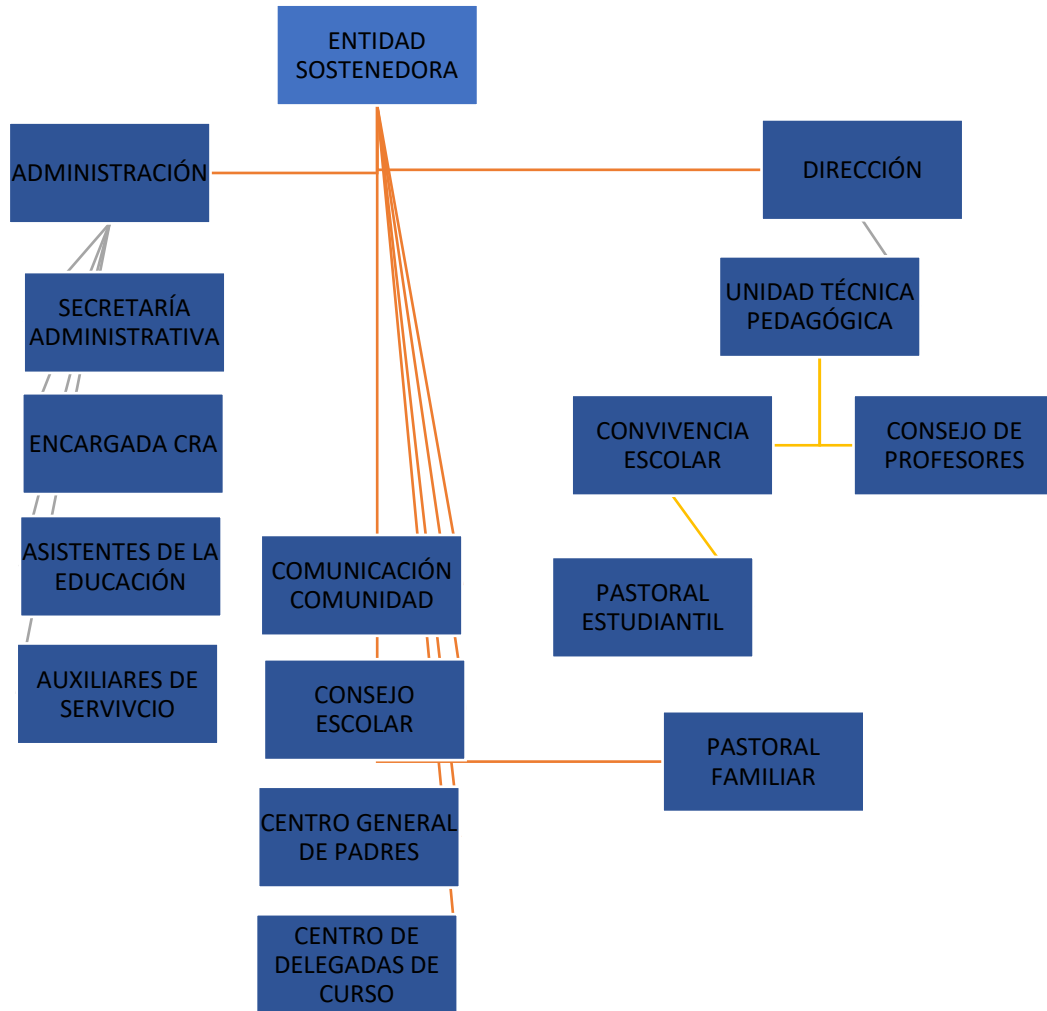 ENTIDAD
SOSTENEDORA
ADMINISTRACIÓN
DIRECCIÓN
SECRETARÍA
ADMINISTRATIVA
UNIDAD TÉCNICA
PEDAGÓGICA
ENCARGADA CRA
CONVIVENCIA
ESCOLAR
CONSEJO DE
PROFESORES
ASISTENTES DE LA
EDUCACIÓN
COMUNICACIÓN
COMUNIDAD
PASTORAL
ESTUDIANTIL
AUXILIARES DE
SERVIVCIO
CONSEJO
ESCOLAR
PASTORAL
FAMILIAR
CENTRO GENERAL
DE PADRES
CENTRO DE
DELEGADAS DE
CURSO